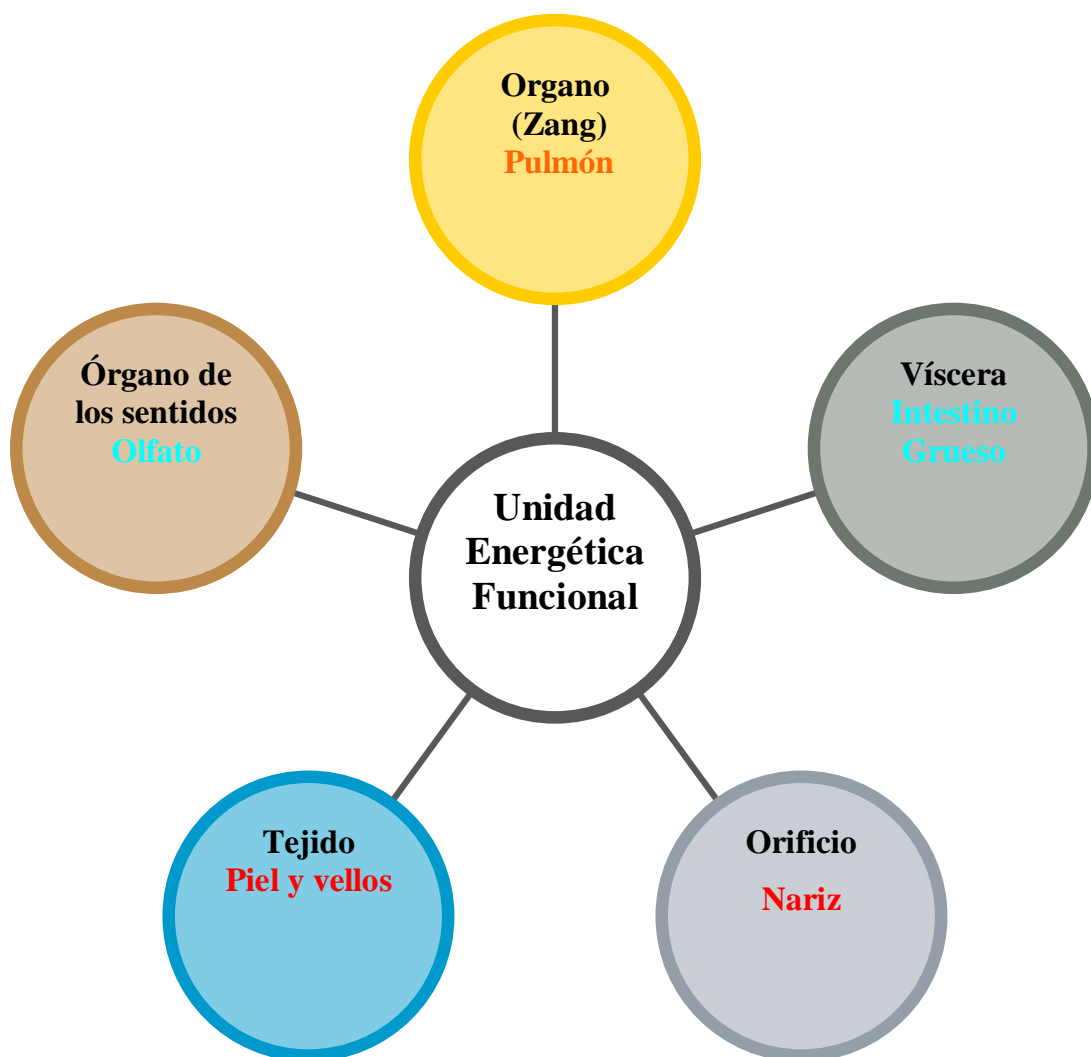 Organo
(Zang)
Pulmón
Órgano de
los sentidos
Olfato
Víscera
Intestino
Grueso
Unidad
Energética
Funcional
Tejido
Piel y vellos
Orificio
Nariz